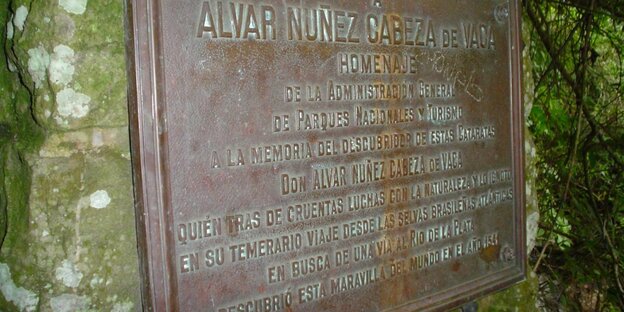 A
ALVAR NUÑEZ CABEZA DE VACA
HOMENAJE
DE LA ADMINISTRACION GENERAL
DE PARQUES NACIONALES Y TURISMO
A LA MEMORIA DEL DESCUBRIDOR DE ESTAS CATARATAS
DON ALVAR NUÑEZ CABEZA DE VACA
QUIÉN TRAS DE CRUENTAS LUCHAS CON LA NATURALEZA Y LOS
EN SU TEMERARIO VIAJE DESDE LAS SELVAS BRASILEÑAS ATLÁNTICAS
EN BUSCA DE UNA VIA AL RIO DE LA PLATA
DESCUBRIÓ ESTA MARAVILLA DEL MUNDO EN EL AÑO